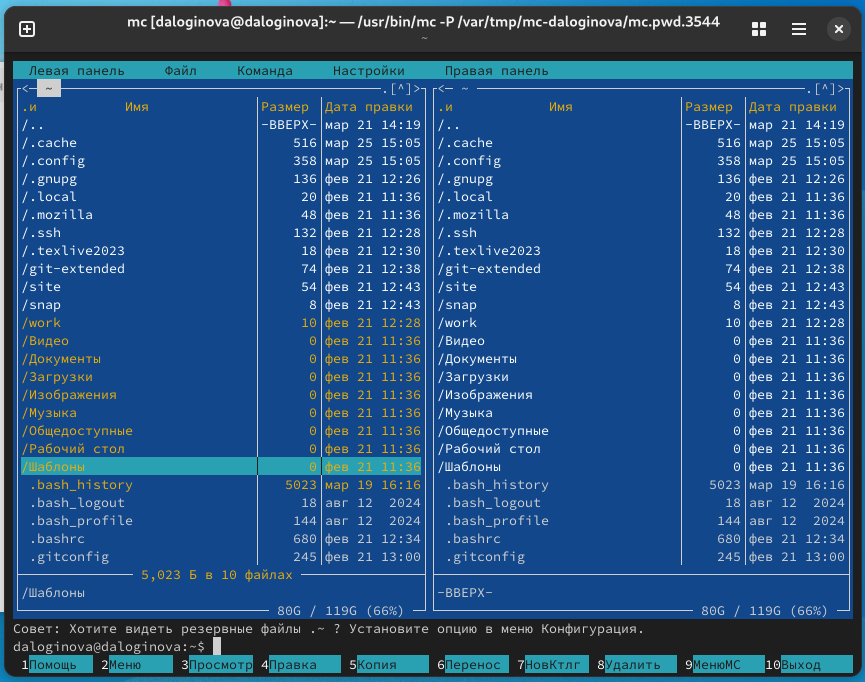 mc [daloginova@daloginova]:~ — /usr/bin/mc -P /var/tmp/mc-daloginova/mc.pwd.3544
~
Левая панель Файл Команда Настройки Правая панель
<— ~ .[^]> <— ~ .[^]>
.и Имя Размер Дата правки .и Имя Размер Дата правки
/.. -ВВЕРХ- мар 21 14:19 /.. -ВВЕРХ- мар 21 14:19
/.cache 516 мар 25 15:05 /.cache 516 мар 25 15:05
/.config 358 мар 25 15:05 /.config 358 мар 25 15:05
/.gnupg 136 фев 21 12:26 /.gnupg 136 фев 21 12:26
/.local 20 фев 21 11:36 /.local 20 фев 21 11:36
/.mozilla 48 фев 21 11:36 /.mozilla 48 фев 21 11:36
/.ssh 132 фев 21 12:28 /.ssh 132 фев 21 12:28
/.texlive2023 18 фев 21 12:30 /.texlive2023 18 фев 21 12:30
/git-extended 74 фев 21 12:38 /git-extended 74 фев 21 12:38
/site 54 фев 21 12:43 /site 54 фев 21 12:43
/snap 8 фев 21 12:43 /snap 8 фев 21 12:43
/work 10 фев 21 12:28 /work 10 фев 21 12:28
/Видео 0 фев 21 11:36 /Видео 0 фев 21 11:36
/Документы 0 фев 21 11:36 /Документы 0 фев 21 11:36
/Загрузки 0 фев 21 11:36 /Загрузки 0 фев 21 11:36
/Изображения 0 фев 21 11:36 /Изображения 0 фев 21 11:36
/Музыка 0 фев 21 11:36 /Музыка 0 фев 21 11:36
/Общедоступные 0 фев 21 11:36 /Общедоступные 0 фев 21 11:36
/Рабочий стол 0 фев 21 11:36 /Рабочий стол 0 фев 21 11:36
/Шаблоны 0 фев 21 11:36 /Шаблоны 0 фев 21 11:36
.bash_history 5023 мар 19 16:16 .bash_history 5023 мар 19 16:16
.bash_logout 18 авг 12 2024 .bash_logout 18 авг 12 2024
.bash_profile 144 авг 12 2024 .bash_profile 144 авг 12 2024
.bashrc 680 фев 21 12:34 .bashrc 680 фев 21 12:34
.gitconfig 245 фев 21 13:00 .gitconfig 245 фев 21 13:00
5,023 Б в 10 файлах
/Шаблоны -ВВЕРХ-
80G / 119G (66%) 80G / 119G (66%)
Совет: Хотите видеть резервные файлы .~ ? Установите опцию в меню Конфигурация.
daloginova@daloginova:~$
1Помощь 2Меню 3Просмотр 4Правка 5Копия 6Перенос 7НовКтлг 8Удалить 9МенюMC 10Выход